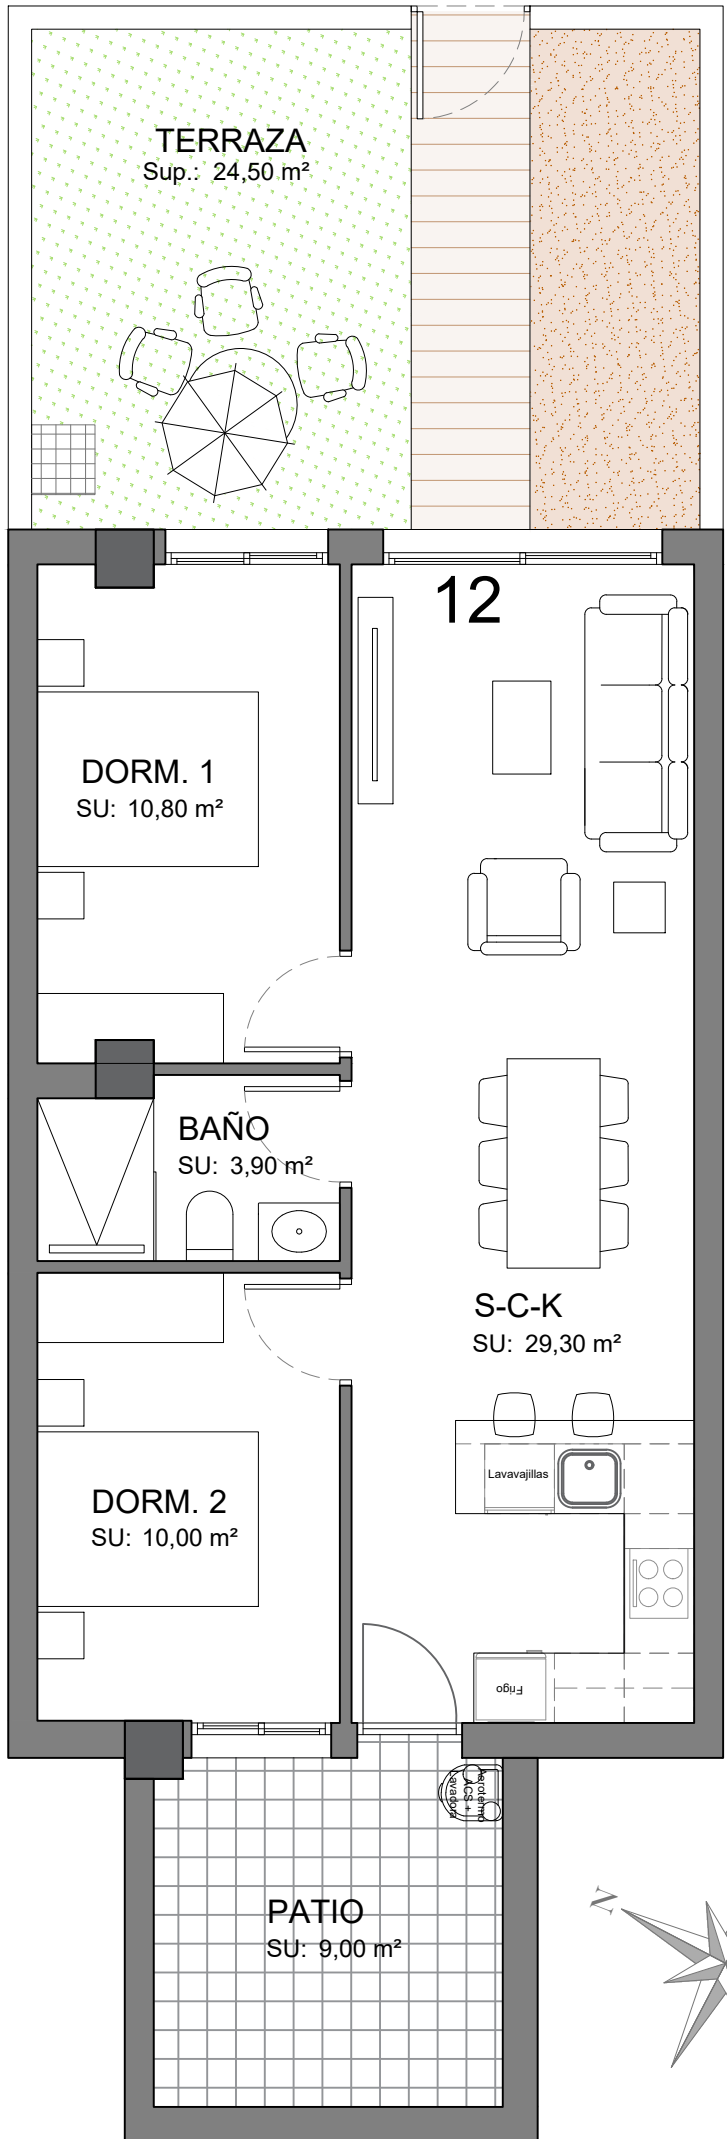 TERRAZA
Sup.: 24,50 m²
12
DORM. 1
SU: 10,80 m²
BAÑO
SU: 3,90 m²
S-C-K
SU: 29,30 m²
Lavavajillas
DORM. 2
SU: 10,00 m²
Frigo
Aerotermo
ACS +
Lavadora
PATIO
SU: 9,00 m²
N